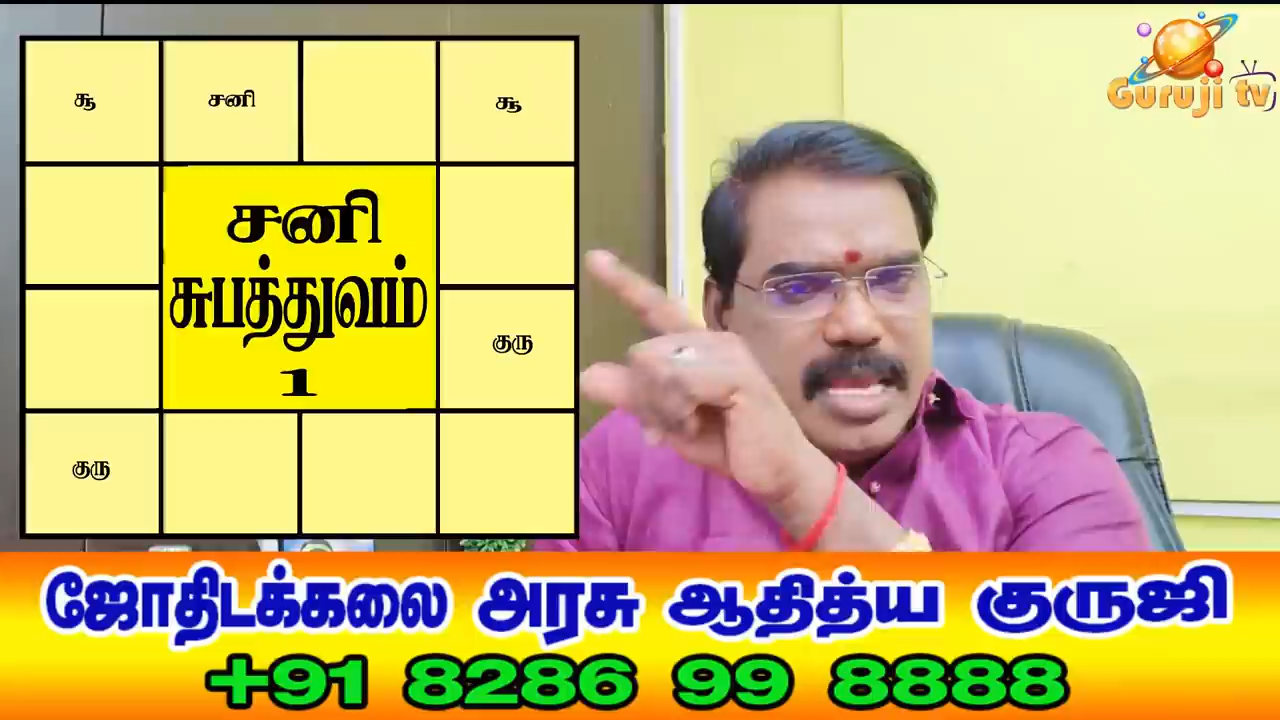 சூ
சனி
சூ
Guruji tv
சனி
சுபத்துவம்
1
குரு
குரு
ஜோதிடக்கலை அரசு ஆதித்ய குருஜி
+91 8286 99 8888